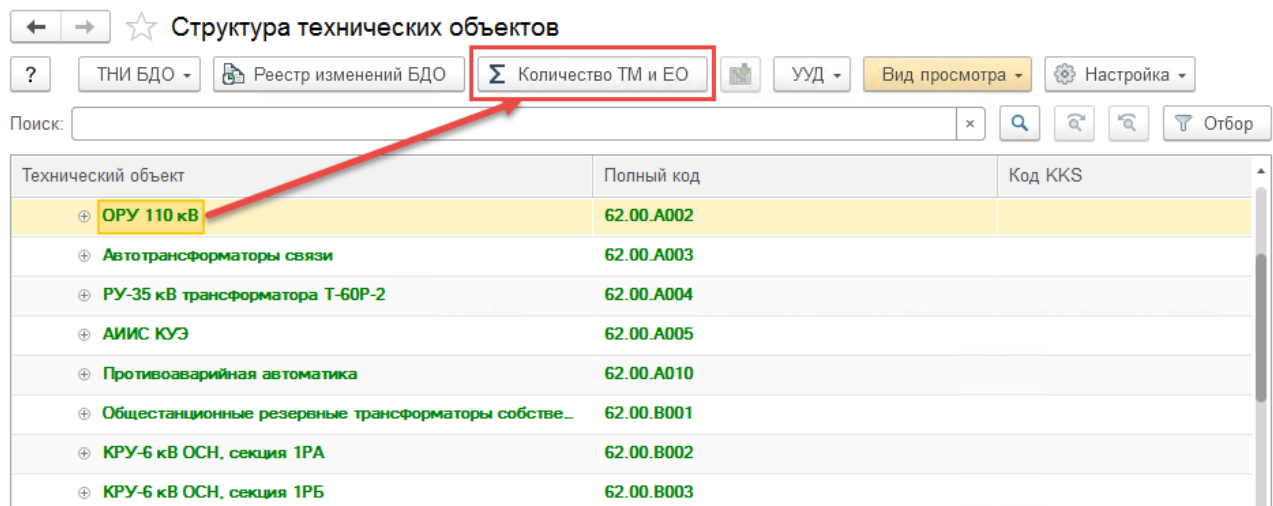 Структура технических объектов
? ТНИ БДО Реестр изменений БДО Σ Количество ТМ и ЕО УУД Вид просмотра Настройка
Поиск: × Отбор
Технический объект Полный код Код KKS
ОРУ 110 кВ 62.00.A002
Автотрансформаторы связи 62.00.A003
РУ-35 кВ трансформатора Т-60Р-2 62.00.A004
АИИС КУЭ 62.00.A005
Противоаварийная автоматика 62.00.A010
Общестанционные резервные трансформаторы собстве... 62.00.B001
КРУ-6 кВ ОСН, секция 1РА 62.00.B002
КРУ-6 кВ ОСН, секция 1РБ 62.00.B003